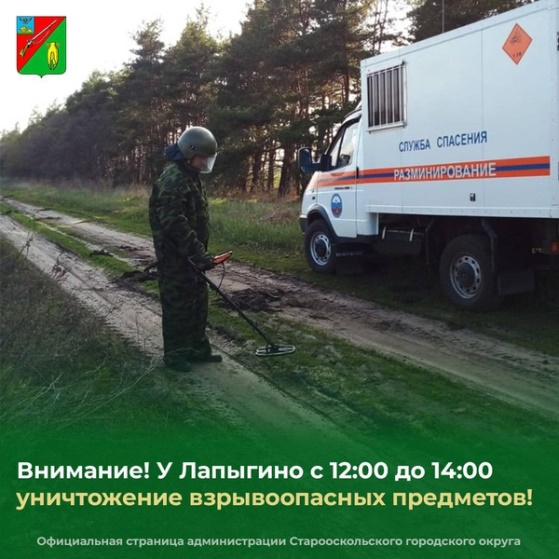 СЛУЖБА СПАСЕНИЯ
РАЗМИНИРОВАНИЕ
Внимание! У Лапыгино с 12:00 до 14:00
уничтожение взрывоопасных предметов!
Официальная страница администрации Старооскольского городского округа